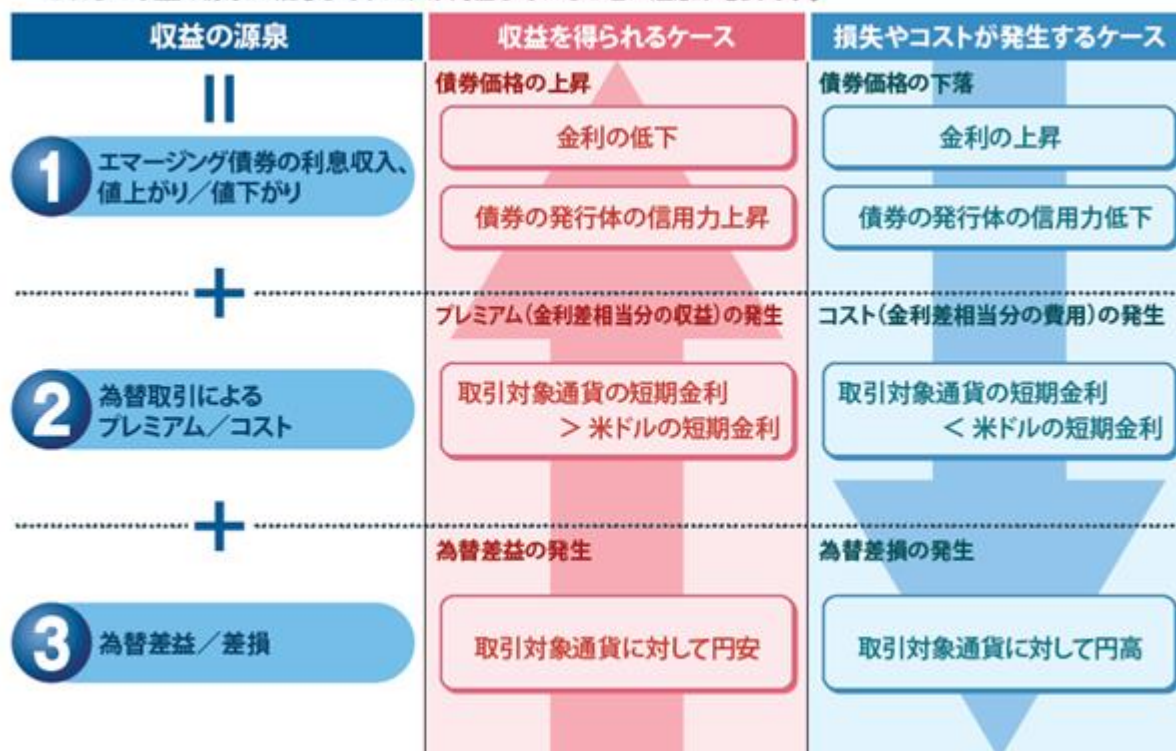 収益の源泉
収益を得られるケース
損失やコストが発生するケース
1
エマージング債券の利息収入、
値上がり／値下がり
債券価格の上昇
金利の低下
債券の発行体の信用力上昇
債券価格の下落
金利の上昇
債券の発行体の信用力低下
+
2
為替取引による
プレミアム／コスト
プレミアム（金利差相当分の収益）の発生
取引対象通貨の短期金利
＞ 米ドルの短期金利
コスト（金利差相当分の費用）の発生
取引対象通貨の短期金利
＜ 米ドルの短期金利
+
3
為替差益／差損
為替差益の発生
取引対象通貨に対して円安
為替差損の発生
取引対象通貨に対して円高